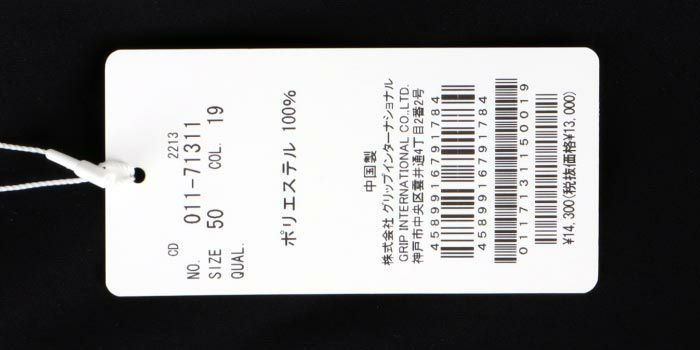 CD 2213
NO. 011-71311
SIZE 50 COL. 19
QUAL.
ポリエステル 100%
中国製
株式会社 グリップインターナショナル
GRIP INTERNATIONAL CO.,LTD.
神戸市中央区雲井通4丁目2番2号
4589916791784
4589916791784
0117131150019
¥14,300(税抜価格¥13,000)